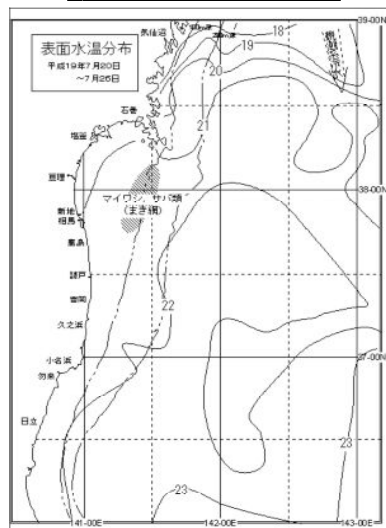 表面水温分布
平成19年7月20日
～7月26日
気仙沼
18
19
20
21
39-00N
石巻
塩釜
亘理
38-00N
マイワシ、サバ類
(まき網)
新地
相馬
鹿島
請戸
富岡
22
久之浜
37-00N
小名浜
勿来
日立
23
23
141-00E
142-00E
143-00E